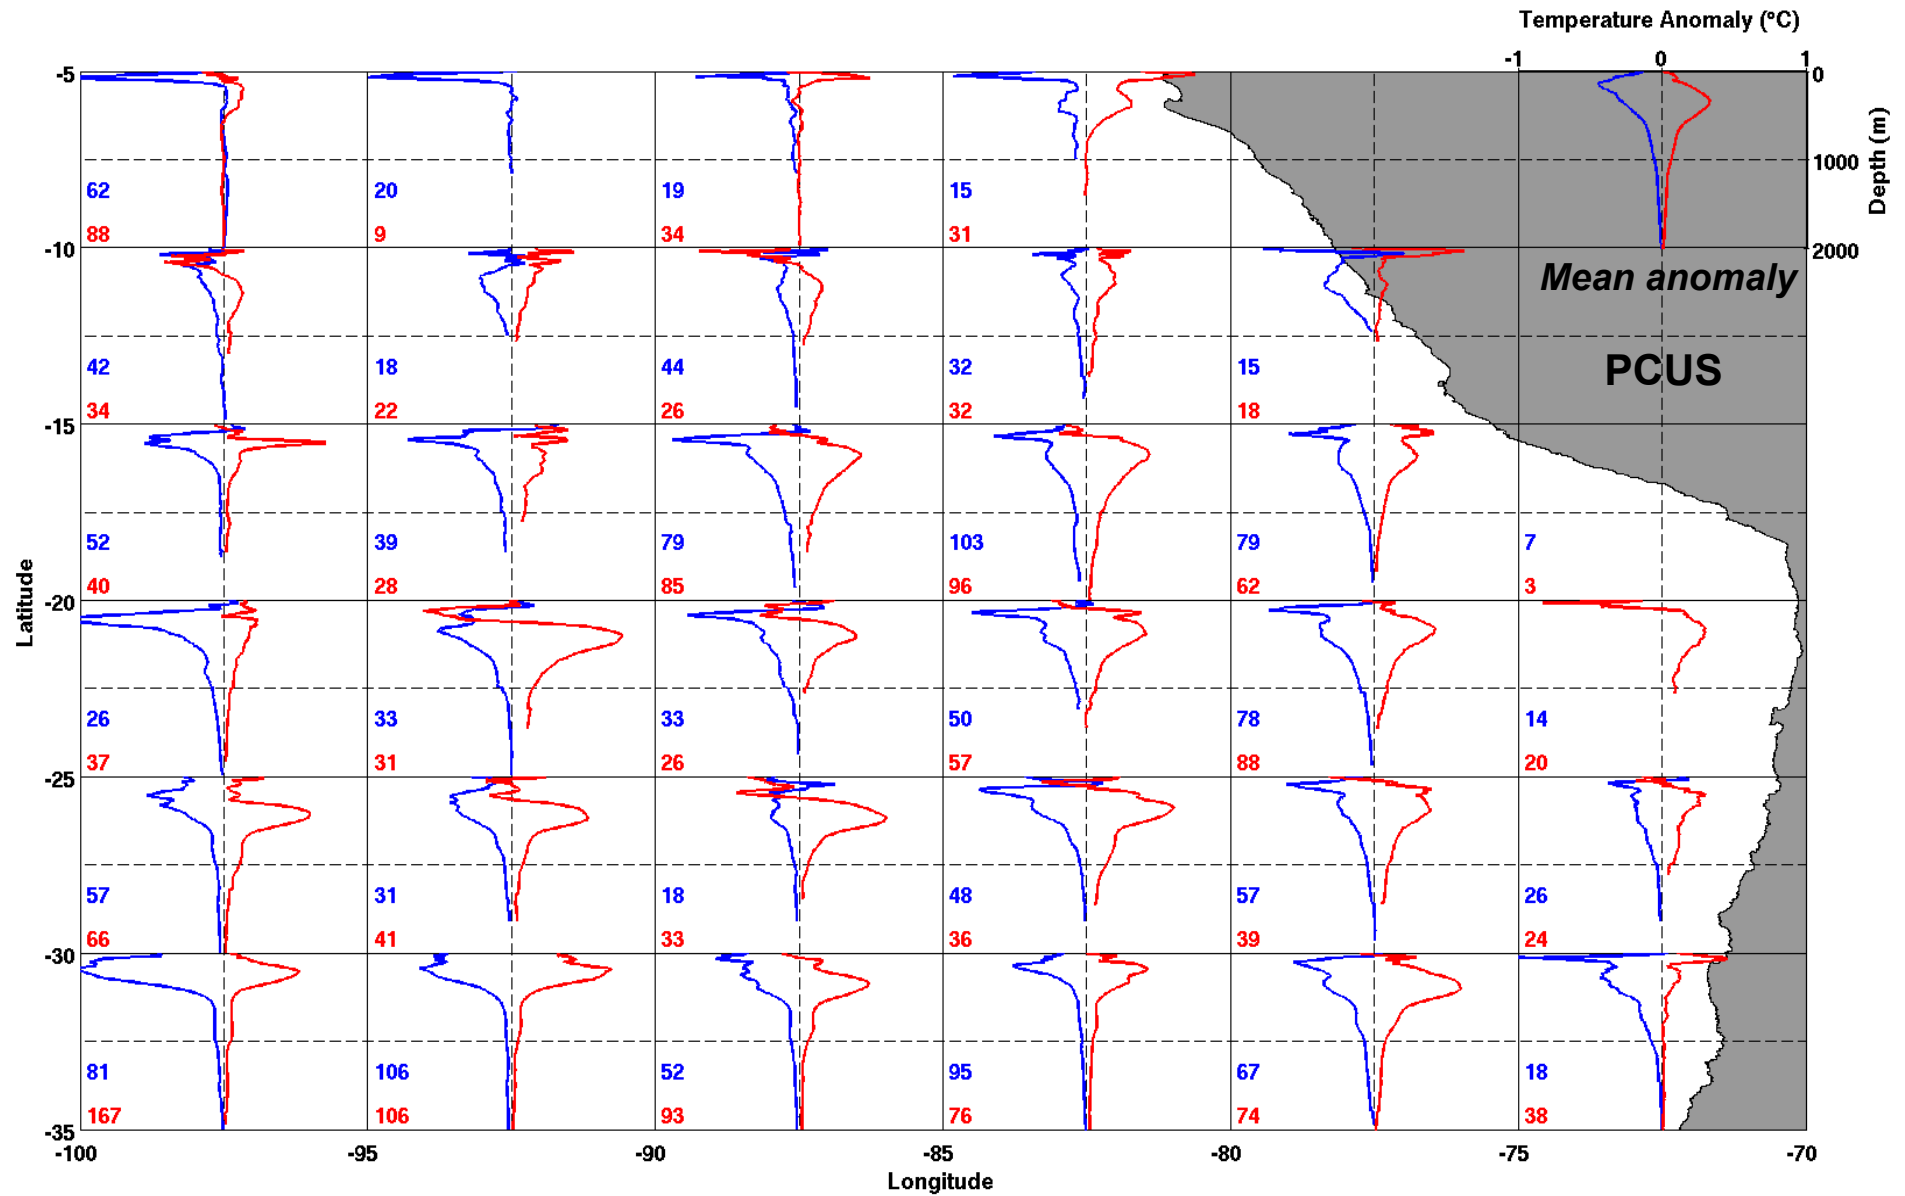 Temperature Anomaly (°C)
-1 0 1
-5 0
Depth (m)
1000
62 20 19 15
88 9 34 31
-10 2000
Mean anomaly
42 18 44 32 15
PCUS
34 22 26 32 18
-15
52 39 79 103 79 7
40 28 85 96 62 3
-20
Latitude
26 33 33 50 78 14
37 31 26 57 88 20
-25
57 31 18 48 57 26
66 41 33 36 39 24
-30
81 106 52 95 67 18
167 106 93 76 74 38
-35
-100 -95 -90 -85 -80 -75 -70
Longitude